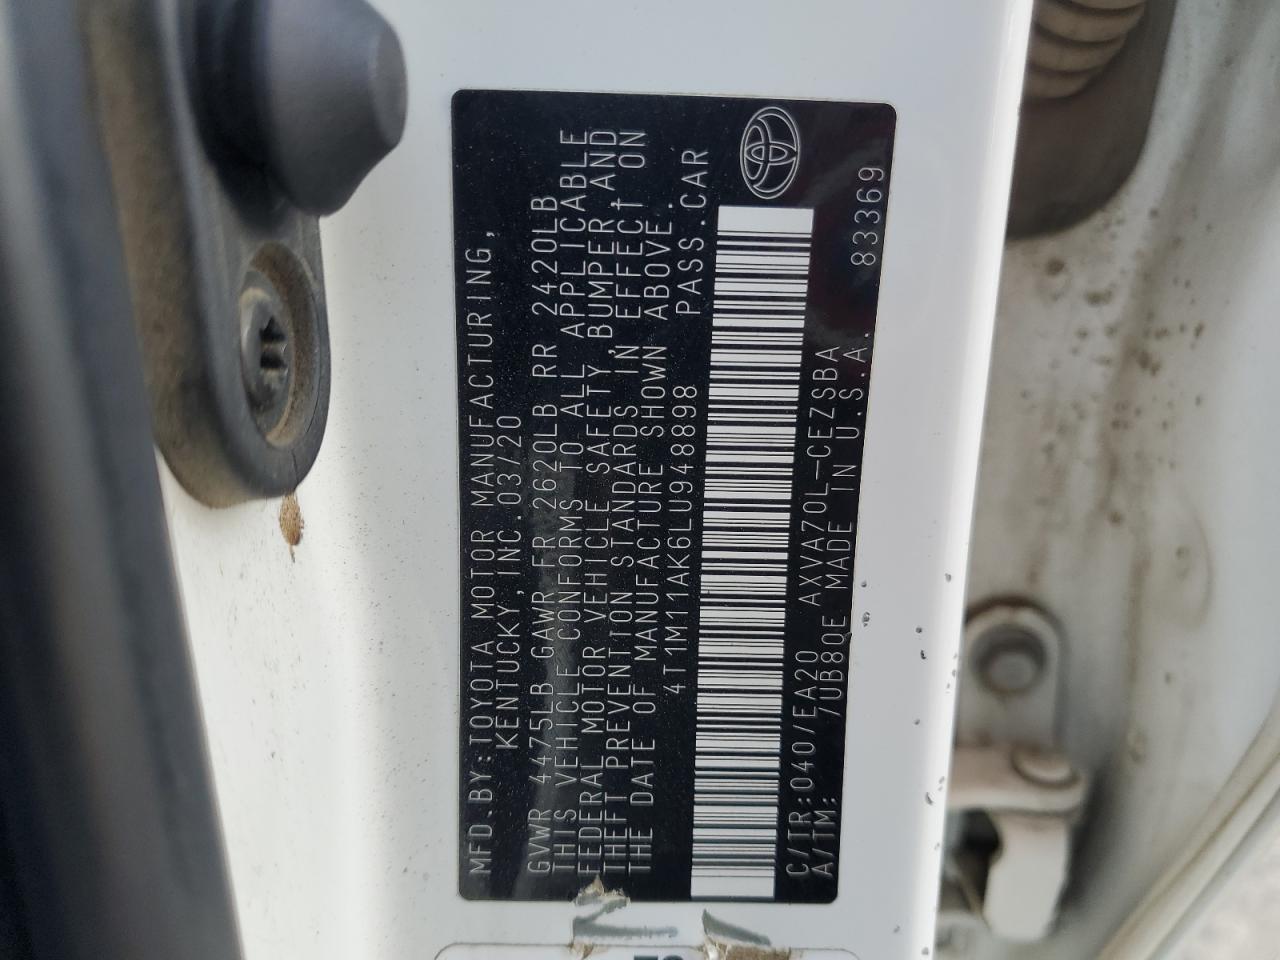 MFD.BY:TOYOTA MOTOR MANUFACTURING,
KENTUCKY,INC.03/20
GVWR 4475LB GAWR FR 2620LB RR 2420LB
THIS VEHICLE CONFORMS TO ALL APPLICABLE
FEDERAL MOTOR VEHICLE SAFETY,BUMPER,AND
THEFT PREVENTION STANDARDS IN EFFECT ON
THE DATE OF MANUFACTURE SHOWN ABOVE.
4T1M11AK6LU948898 PASS.CAR
C/TR:040/EA20 AXVA70L-CEZSBA 83369
A/TM: /UB80E MADE IN U.S.A.